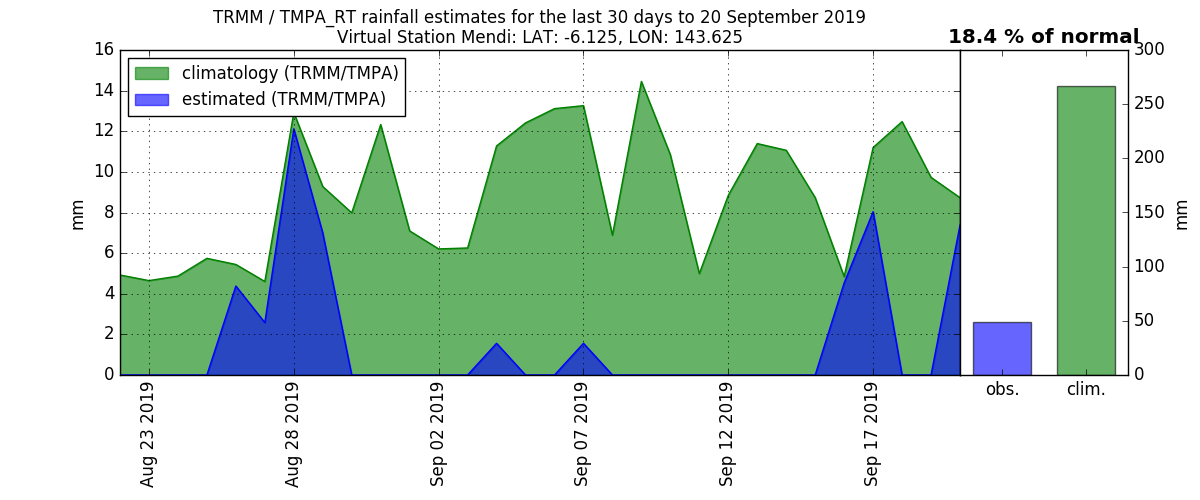 TRMM / TMPA_RT rainfall estimates for the last 30 days to 20 September 2019
Virtual Station Mendi: LAT: -6.125, LON: 143.625
18.4 % of normal
climatology (TRMM/TMPA)
estimated (TRMM/TMPA)
mm
16
14
12
10
8
6
4
2
0
Aug 23 2019
Aug 28 2019
Sep 02 2019
Sep 07 2019
Sep 12 2019
Sep 17 2019
obs.
clim.
300
250
200
150
100
50
0
mm